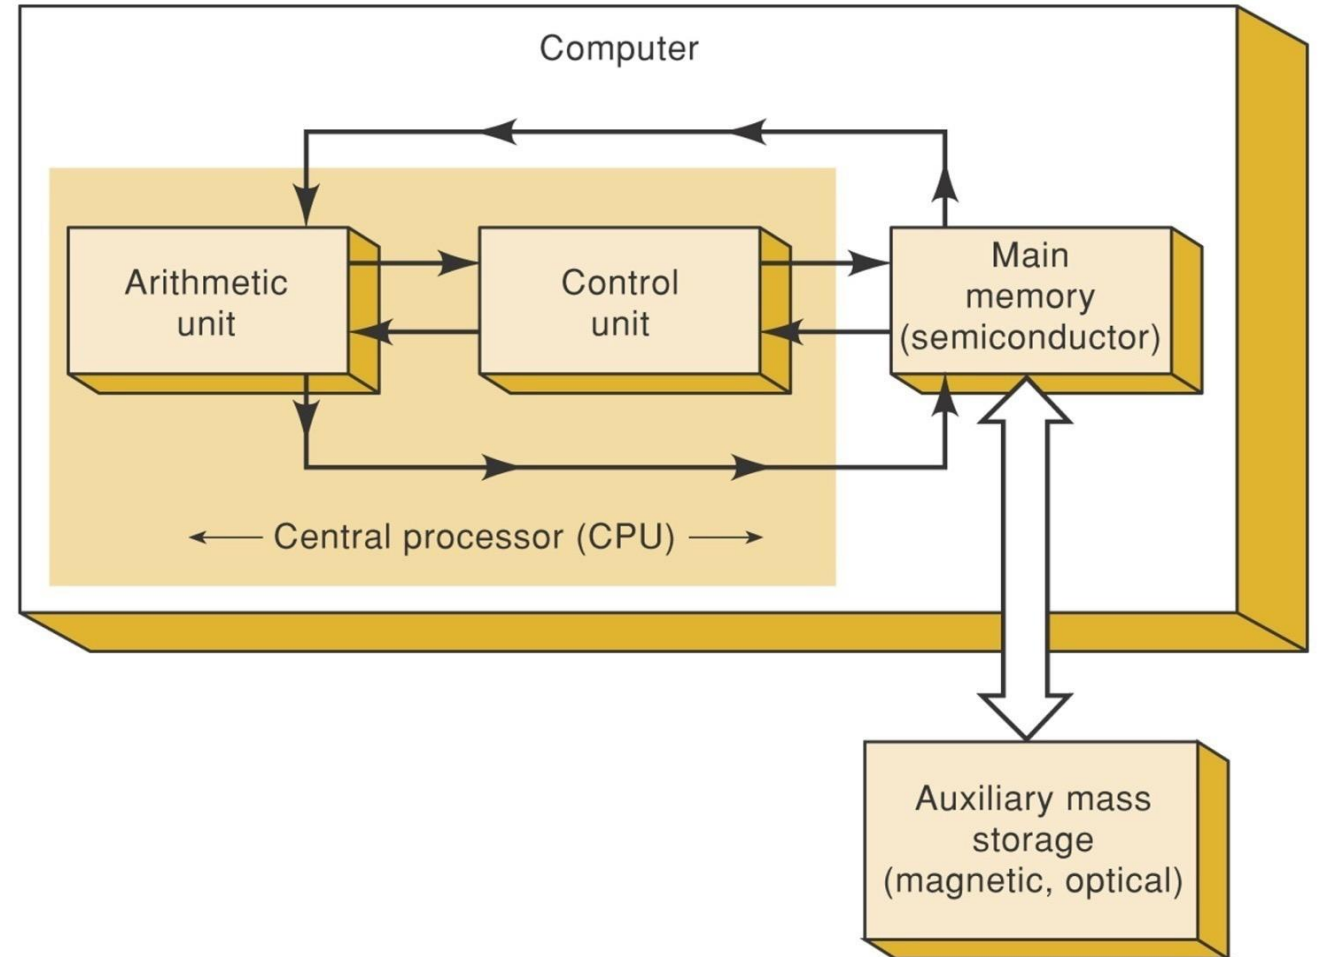 Computer
Arithmetic
unit
Control
unit
Main
memory
(semiconductor)
Central processor (CPU)
Auxiliary mass
storage
(magnetic, optical)